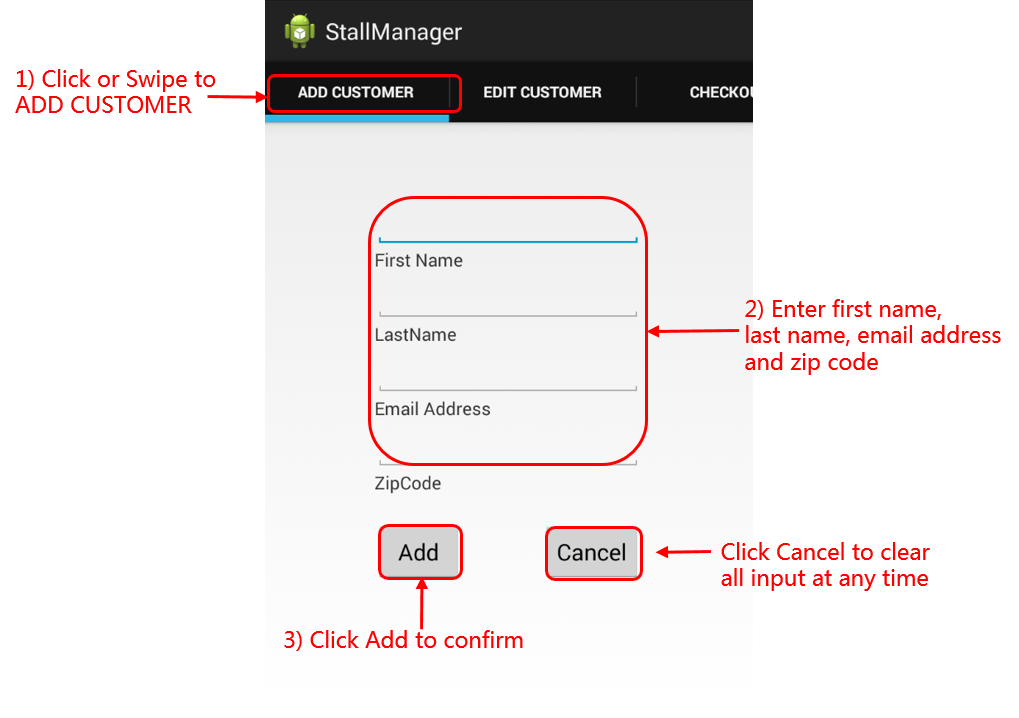 StallManager
1) Click or Swipe to
ADD CUSTOMER
ADD CUSTOMER
EDIT CUSTOMER
CHECKOU
First Name
LastName
Email Address
ZipCode
2) Enter first name,
last name, email address
and zip code
Add
Cancel
Click Cancel to clear
all input at any time
3) Click Add to confirm